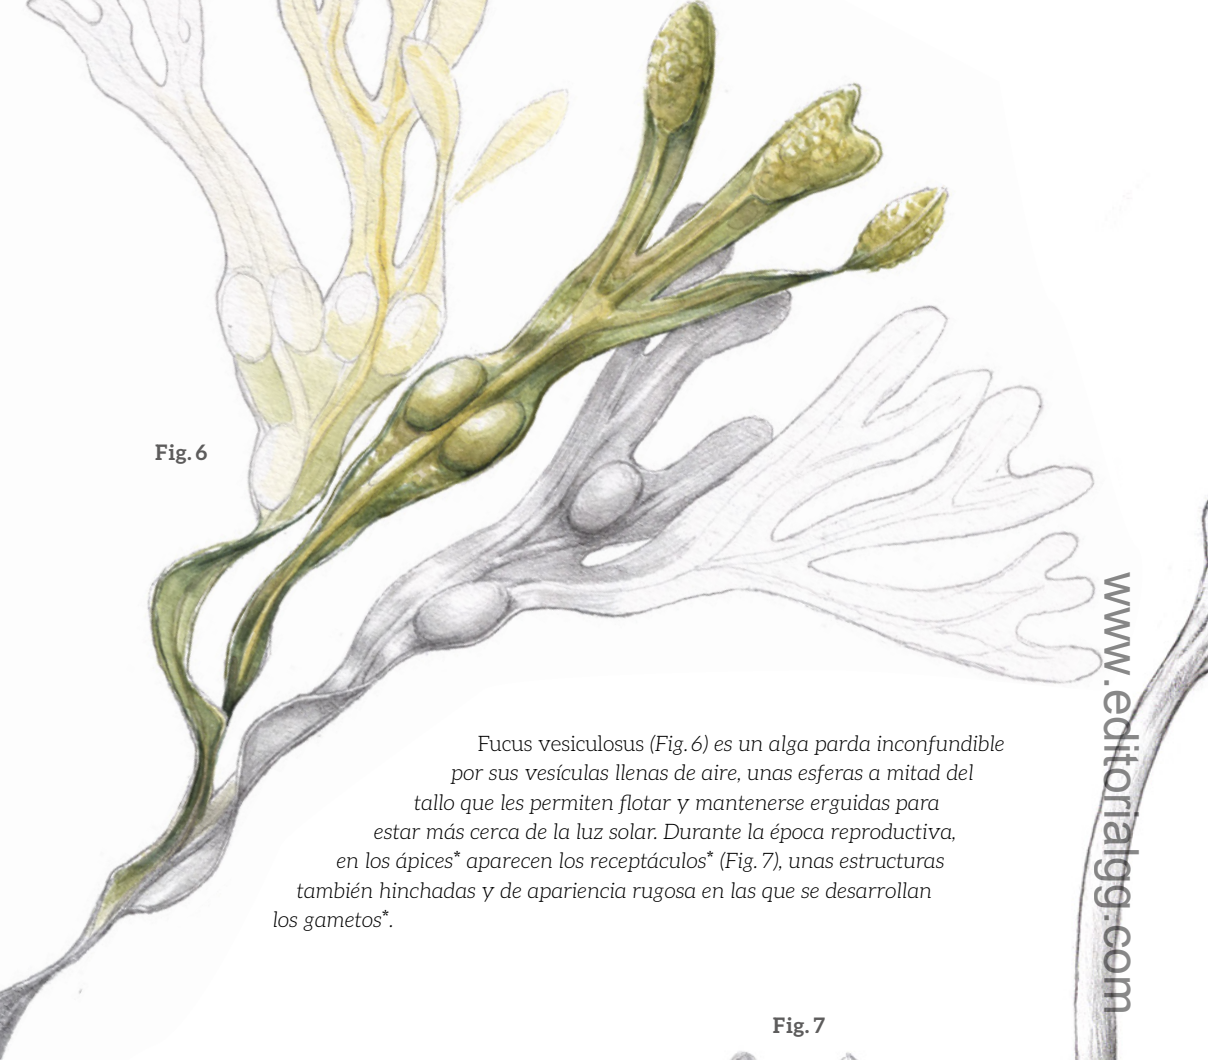 Fig. 6
Fucus vesiculosus (Fig. 6) es un alga parda inconfundible
por sus vesículas llenas de aire, unas esferas a mitad del
tallo que les permiten flotar y mantenerse erguidas para
estar más cerca de la luz solar. Durante la época reproductiva,
en los ápices* aparecen los receptáculos* (Fig. 7), unas estructuras
también hinchadas y de apariencia rugosa en las que se desarrollan
los gametos*.
www.editorialgg.com
Fig. 7